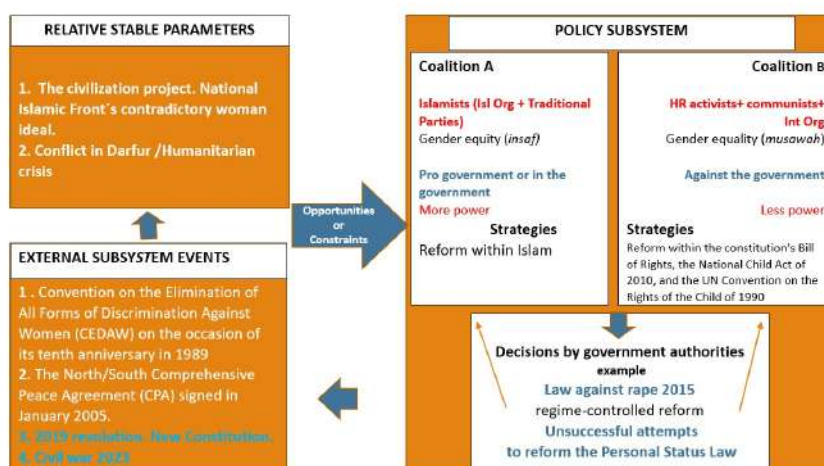 RELATIVE STABLE PARAMETERS
1. The civilization project. National
Islamic Front´s contradictory woman
ideal.
2. Conflict in Darfur /Humanitarian
crisis
EXTERNAL SUBSYSTEM EVENTS
1 . Convention on the Elimination of
All Forms of Discrimination Against
Women (CEDAW) on the occasion of
its tenth anniversary in 1989
2. The North/South Comprehensive
Peace Agreement (CPA) signed in
January 2005.
3. 2019 revolution. New Constitution.
4. Civil war 2023
Opportunities
or
Constraints
POLICY SUBSYSTEM
Coalition A
Islamists (Isl Org + Traditional
Parties)
Gender equity (insaf)
Pro government or in the
government
More power
Strategies
Reform within Islam
Coalition B
HR activists+ communists+
Int Org
Gender equality (musawah)
Against the government
Less power
Strategies
Reform within the constitution's Bill
of Rights, the National Child Act of
2010, and the UN Convention on the
Rights of the Child of 1990
Decisions by government authorities
example
Law against rape 2015
regime-controlled reform
Unsuccessful attempts
to reform the Personal Status Law